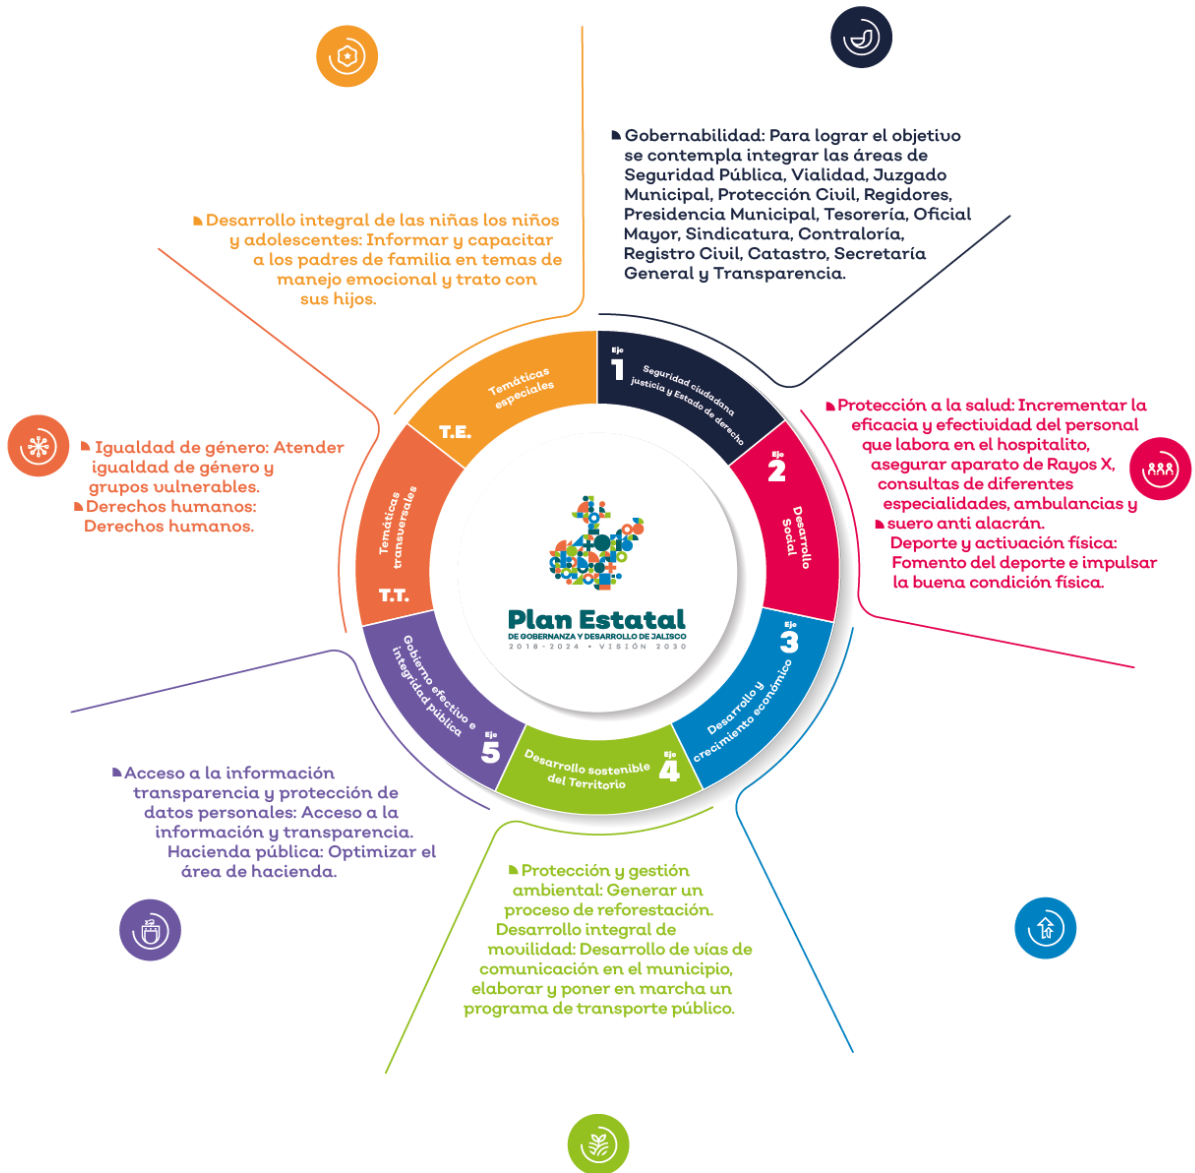 Gobernabilidad: Para lograr el objetivo
se contempla integrar las áreas de
Seguridad Pública, Vialidad, Juzgado
Municipal, Protección Civil, Regidores,
Presidencia Municipal, Tesorería, Oficial
Mayor, Sindicatura, Contraloría,
Registro Civil, Catastro, Secretaría
General y Transparencia.
Desarrollo integral de las niñas los niños
y adolescentes: Informar y capacitar
a los padres de familia en temas de
manejo emocional y trato con
sus hijos.
Eje
1
Seguridad ciudadana
justicia y Estado de derecho
Temáticas
especiales
T.E.
Protección a la salud: Incrementar la
eficacia y efectividad del personal
que labora en el hospitalito,
asegurar aparato de Rayos X,
consultas de diferentes
especialidades, ambulancias y
suero anti alacrán.
Deporte y activación física:
Fomento del deporte e impulsar
la buena condición física.
Eje
2
Desarrollo
Social
Igualdad de género: Atender
igualdad de género y
grupos vulnerables.
Derechos humanos:
Derechos humanos.
Temáticas
transversales
T.T.
Plan Estatal
DE GOBERNANZA Y DESARROLLO DE JALISCO
2018-2024 • VISIÓN 2030
Eje
3
Desarrollo y
crecimiento económico
Eje
4
Desarrollo sostenible
del Territorio
Gobierno efectivo e
integridad pública
Eje
5
Acceso a la información
transparencia y protección de
datos personales: Acceso a la
información y transparencia.
Hacienda pública: Optimizar el
área de hacienda.
Protección y gestión
ambiental: Generar un
proceso de reforestación.
Desarrollo integral de
movilidad: Desarrollo de vías de
comunicación en el municipio,
elaborar y poner en marcha un
programa de transporte público.